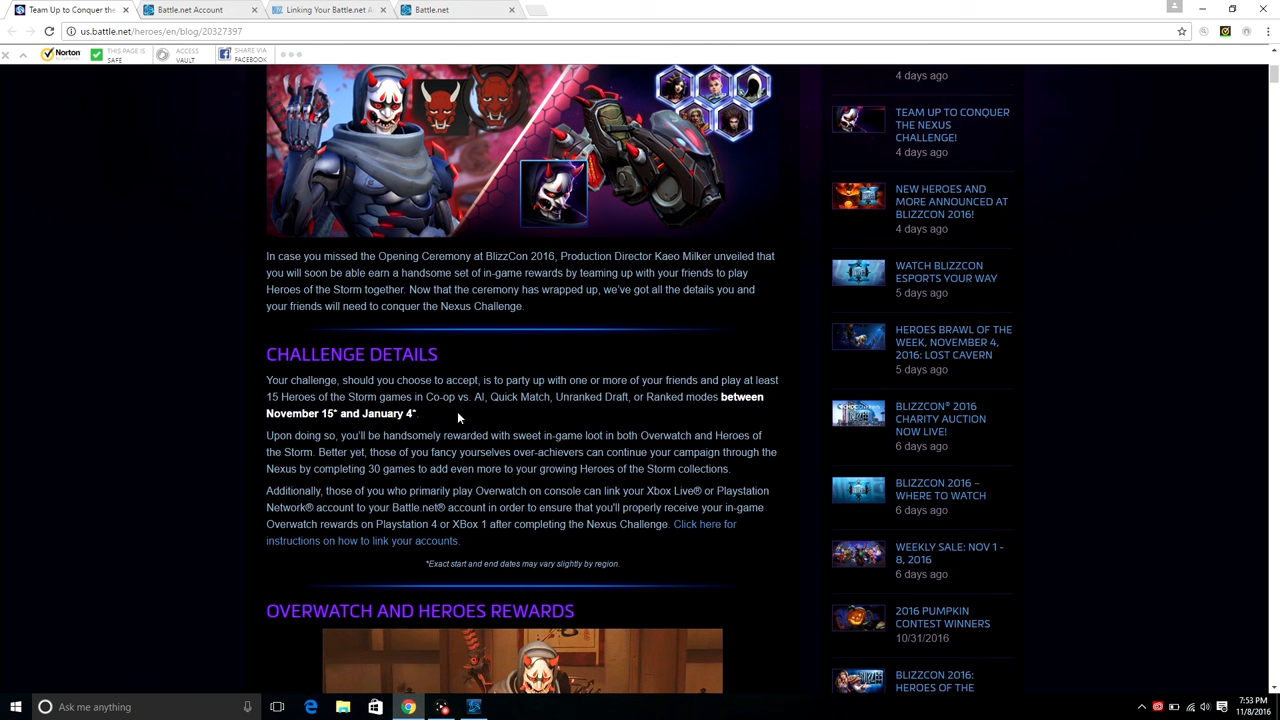 Team Up to Conquer the
Battle.net Account
Linking Your Battle.net A
Battle.net
us.battle.net/heroes/en/blog/20327397
Norton
THIS PAGE IS
SAFE
ACCESS
VAULT
SHARE VIA
FACEBOOK
In case you missed the Opening Ceremony at BlizzCon 2016, Production Director Kaeo Milker unveiled that
you will soon be able earn a handsome set of in-game rewards by teaming up with your friends to play
Heroes of the Storm together. Now that the ceremony has wrapped up, we've got all the details you and
your friends will need to conquer the Nexus Challenge.
CHALLENGE DETAILS
Your challenge, should you choose to accept, is to party up with one or more of your friends and play at least
15 Heroes of the Storm games in Co-op vs. AI, Quick Match, Unranked Draft, or Ranked modes between
November 15* and January 4*.
Upon doing so, you'll be handsomely rewarded with sweet in-game loot in both Overwatch and Heroes of
the Storm. Better yet, those of you fancy yourselves over-achievers can continue your campaign through the
Nexus by completing 30 games to add even more to your growing Heroes of the Storm collections.
Additionally, those of you who primarily play Overwatch on console can link your Xbox Live® or Playstation
Network® account to your Battle.net® account in order to ensure that you'll properly receive your in-game
Overwatch rewards on Playstation 4 or XBox 1 after completing the Nexus Challenge. Click here for
instructions on how to link your accounts.
*Exact start and end dates may vary slightly by region.
OVERWATCH AND HEROES REWARDS
4 days ago
TEAM UP TO CONQUER
THE NEXUS
CHALLENGE!
4 days ago
NEW HEROES AND
MORE ANNOUNCED AT
BLIZZCON 2016!
4 days ago
WATCH BLIZZCON
ESPORTS YOUR WAY
5 days ago
HEROES BRAWL OF THE
WEEK, NOVEMBER 4,
2016: LOST CAVERN
5 days ago
BLIZZCON® 2016
CHARITY AUCTION
NOW LIVE!
6 days ago
BLIZZCON 2016 –
WHERE TO WATCH
6 days ago
WEEKLY SALE: NOV 1 -
8, 2016
6 days ago
2016 PUMPKIN
CONTEST WINNERS
10/31/2016
BLIZZCON 2016:
HEROES OF THE
Ask me anything
7:53 PM
11/8/2016